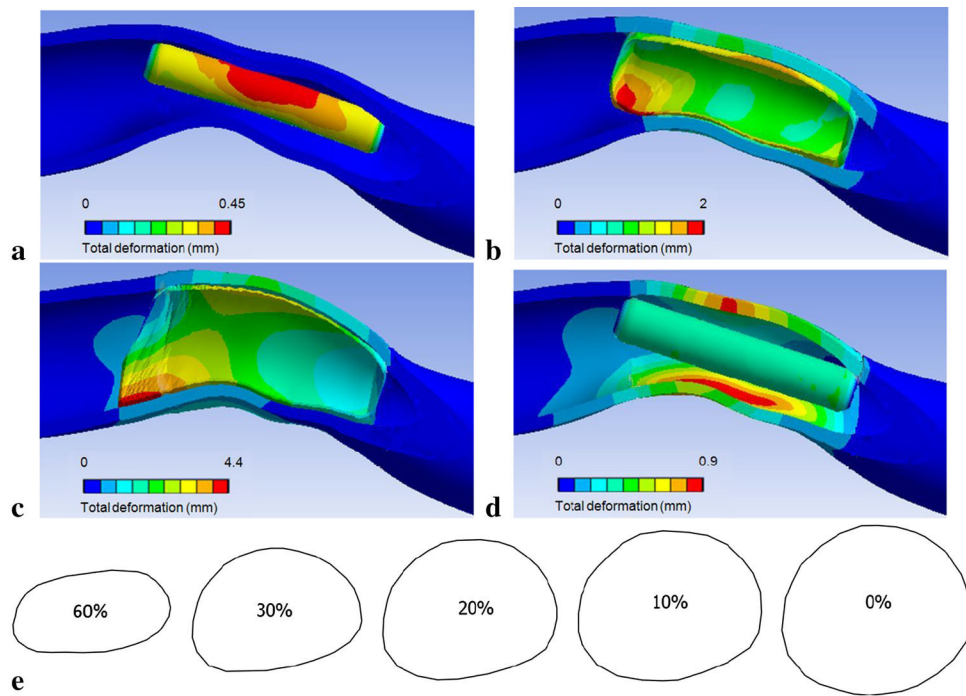 0 0.45
Total deformation (mm)
a
0 2
Total deformation (mm)
b
0 4.4
Total deformation (mm)
c
0 0.9
Total deformation (mm)
d
60% 30% 20% 10% 0%
e